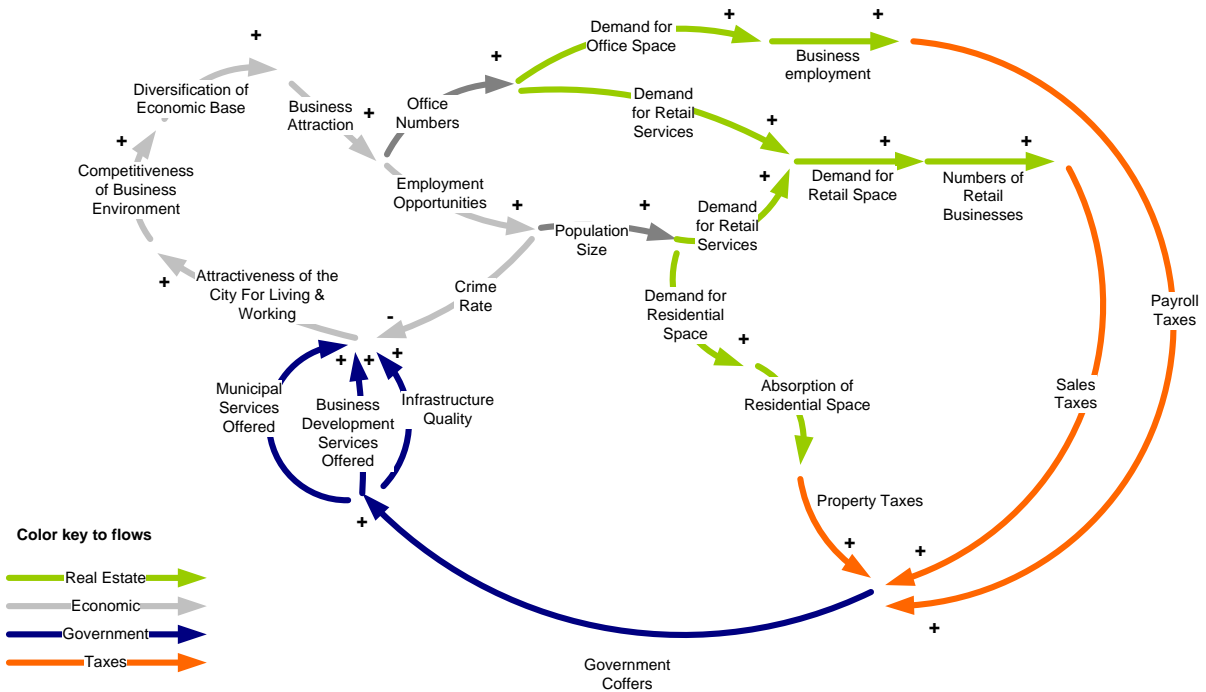 +
+
+
Demand for
Office Space
Business
employment
+
Diversification of
Economic Base
Business
Attraction
+
Office
Numbers
+
Demand
for Retail
Services
+
+
Competitiveness
of Business
Environment
+
Employment
Opportunities
+
+
Demand for
Retail Space
+
Numbers of
Retail
Businesses
+
Population
Size
+
Demand
for Retail
Services
+
Attractiveness of the
City For Living &
Working
+
Crime
Rate
-
Demand for
Residential
Space
+
Payroll
Taxes
+
+
+
Municipal
Services
Offered
Business
Development
Services
Offered
Infrastructure
Quality
Absorption of
Residential Space
Sales
Taxes
Property Taxes
+
+
+
+
Color key to flows
Real Estate
Economic
Government
Taxes
Government
Coffers